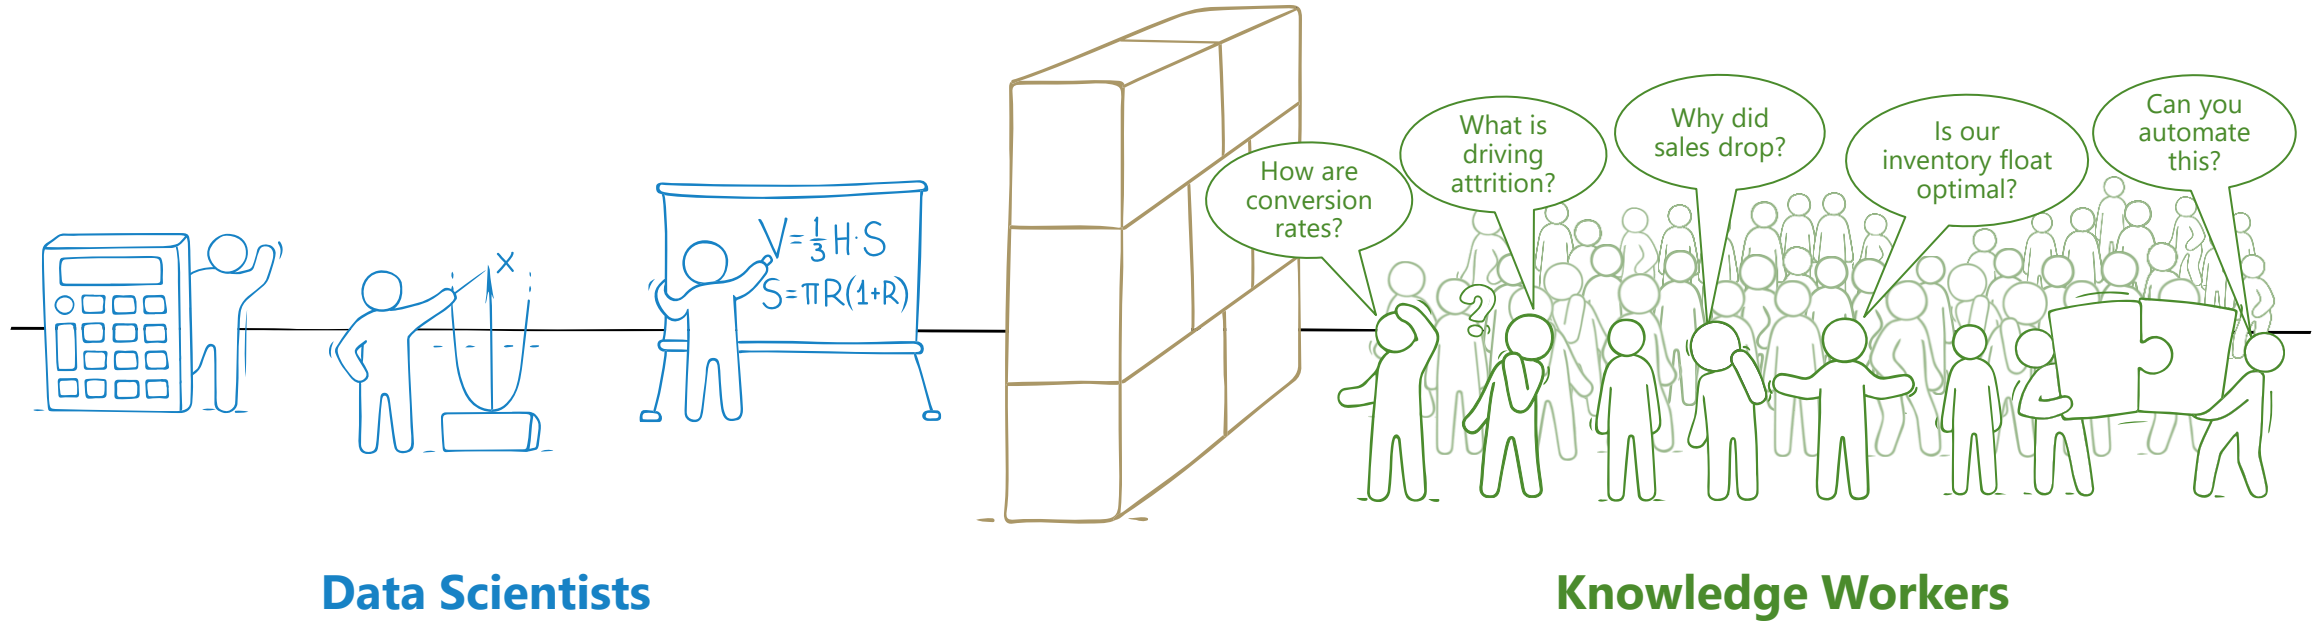 X
V=⅓H·S
S=πR(1+R)
How are
conversion
rates?
What is
driving
attrition?
Why did
sales drop?
Is our
inventory float
optimal?
Can you
automate
this?
?
Data Scientists
Knowledge Workers